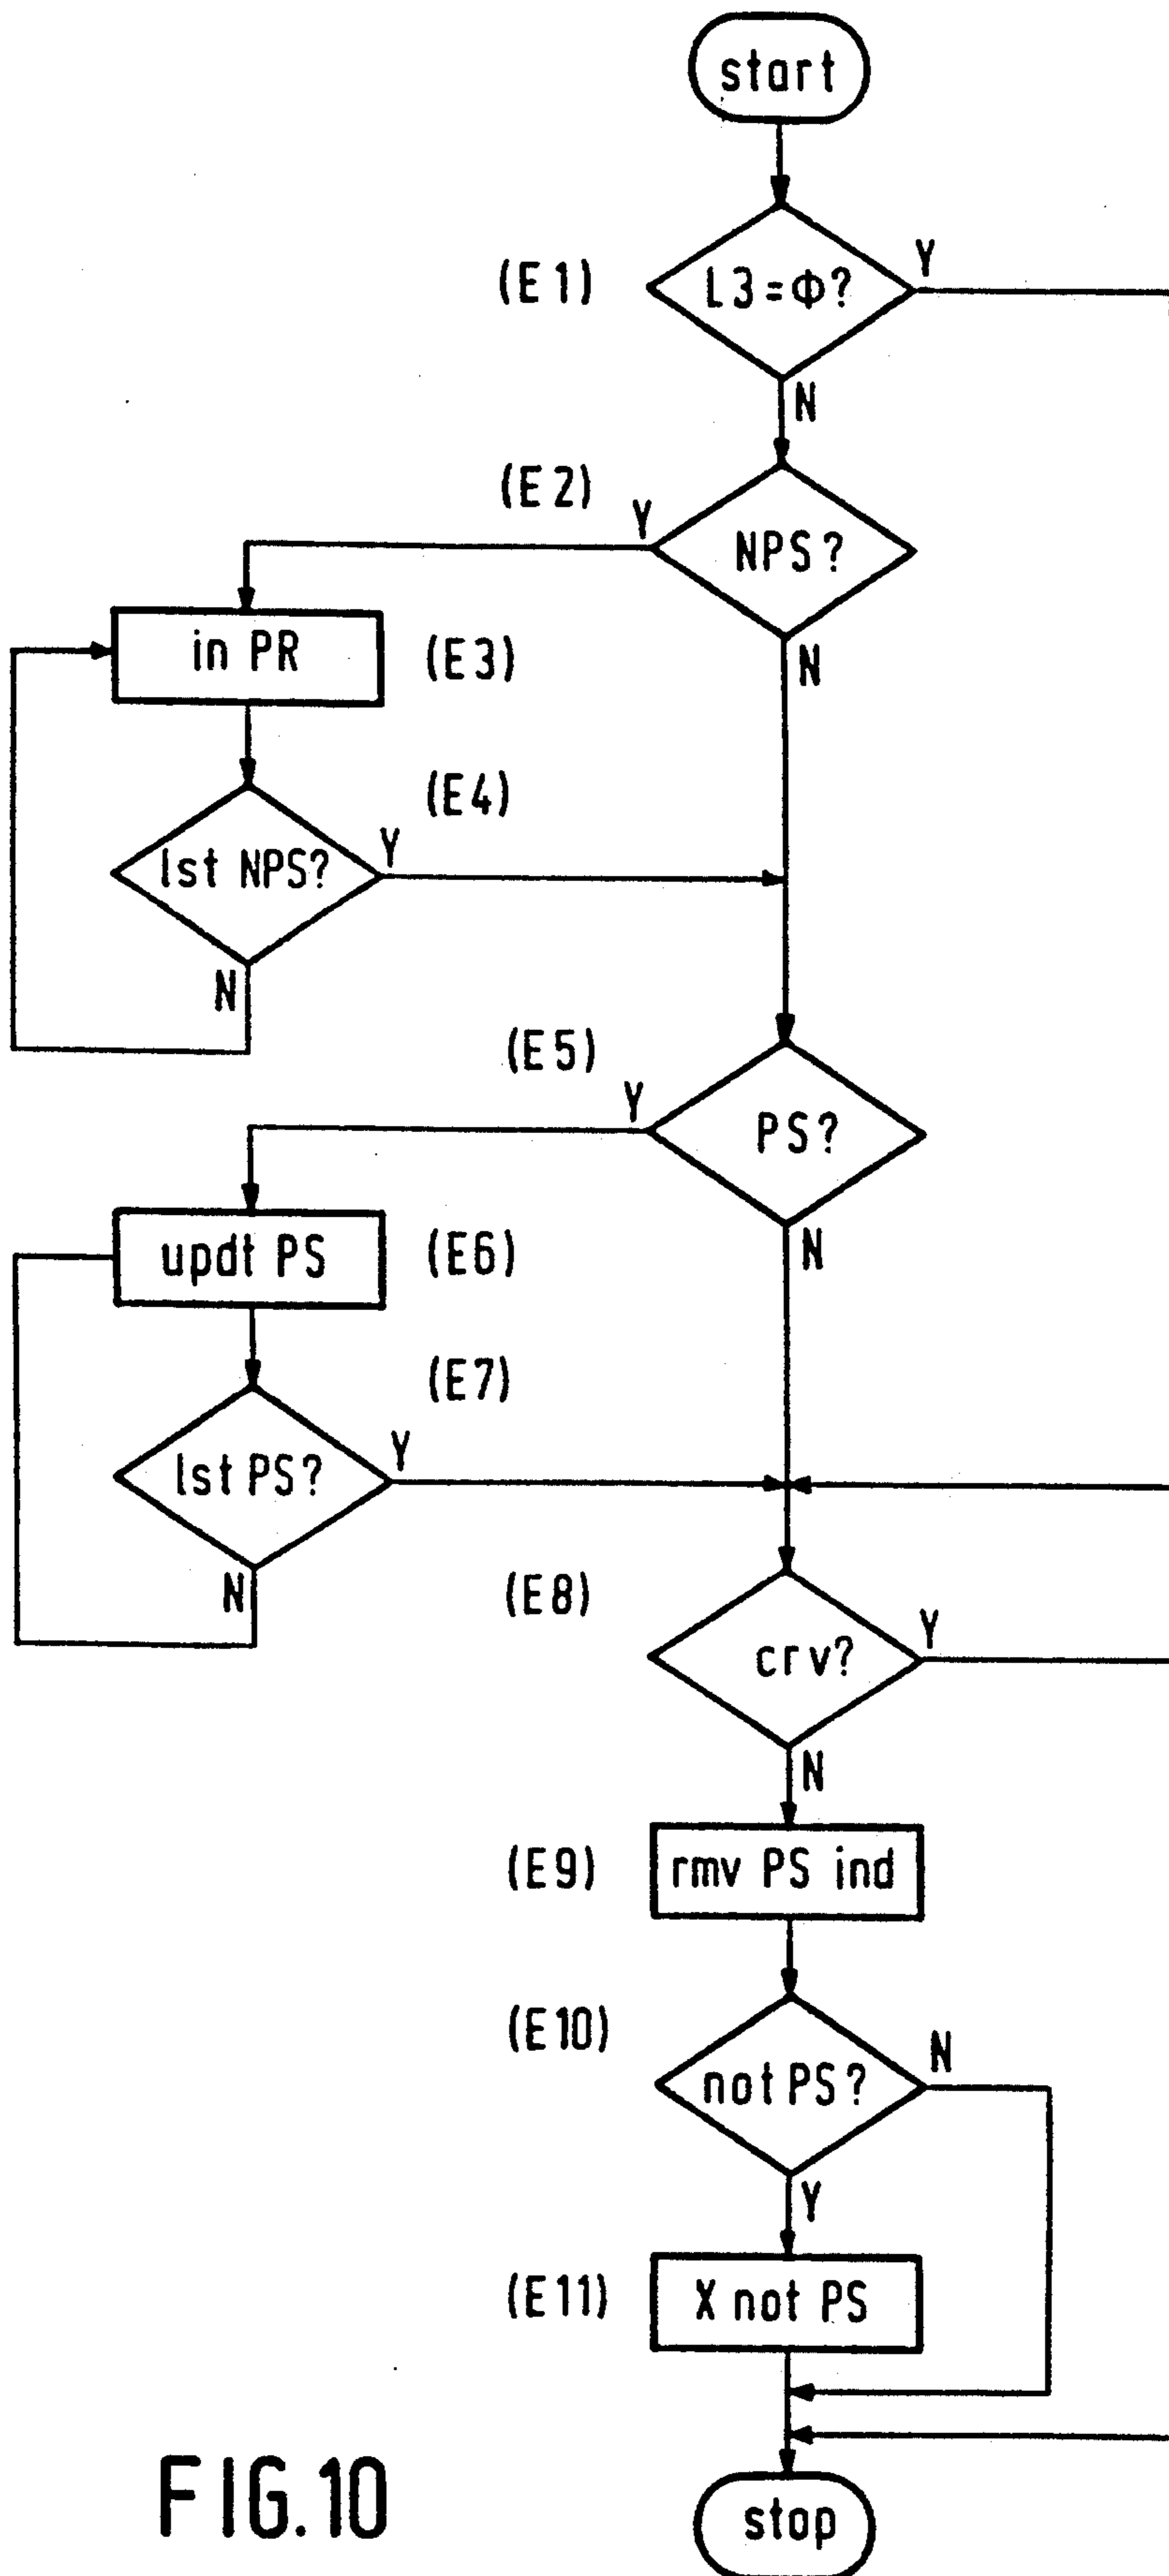 start
(E1)
L3=Φ?
Y
N
(E2)
Y
NPS?
N
in PR
(E3)
(E4)
lst NPS?
Y
N
(E5)
Y
PS?
N
updt PS
(E6)
(E7)
lst PS?
Y
N
(E8)
crv?
Y
N
(E9)
rmv PS ind
(E10)
not PS?
N
Y
(E11)
X not PS
stop
FIG.10